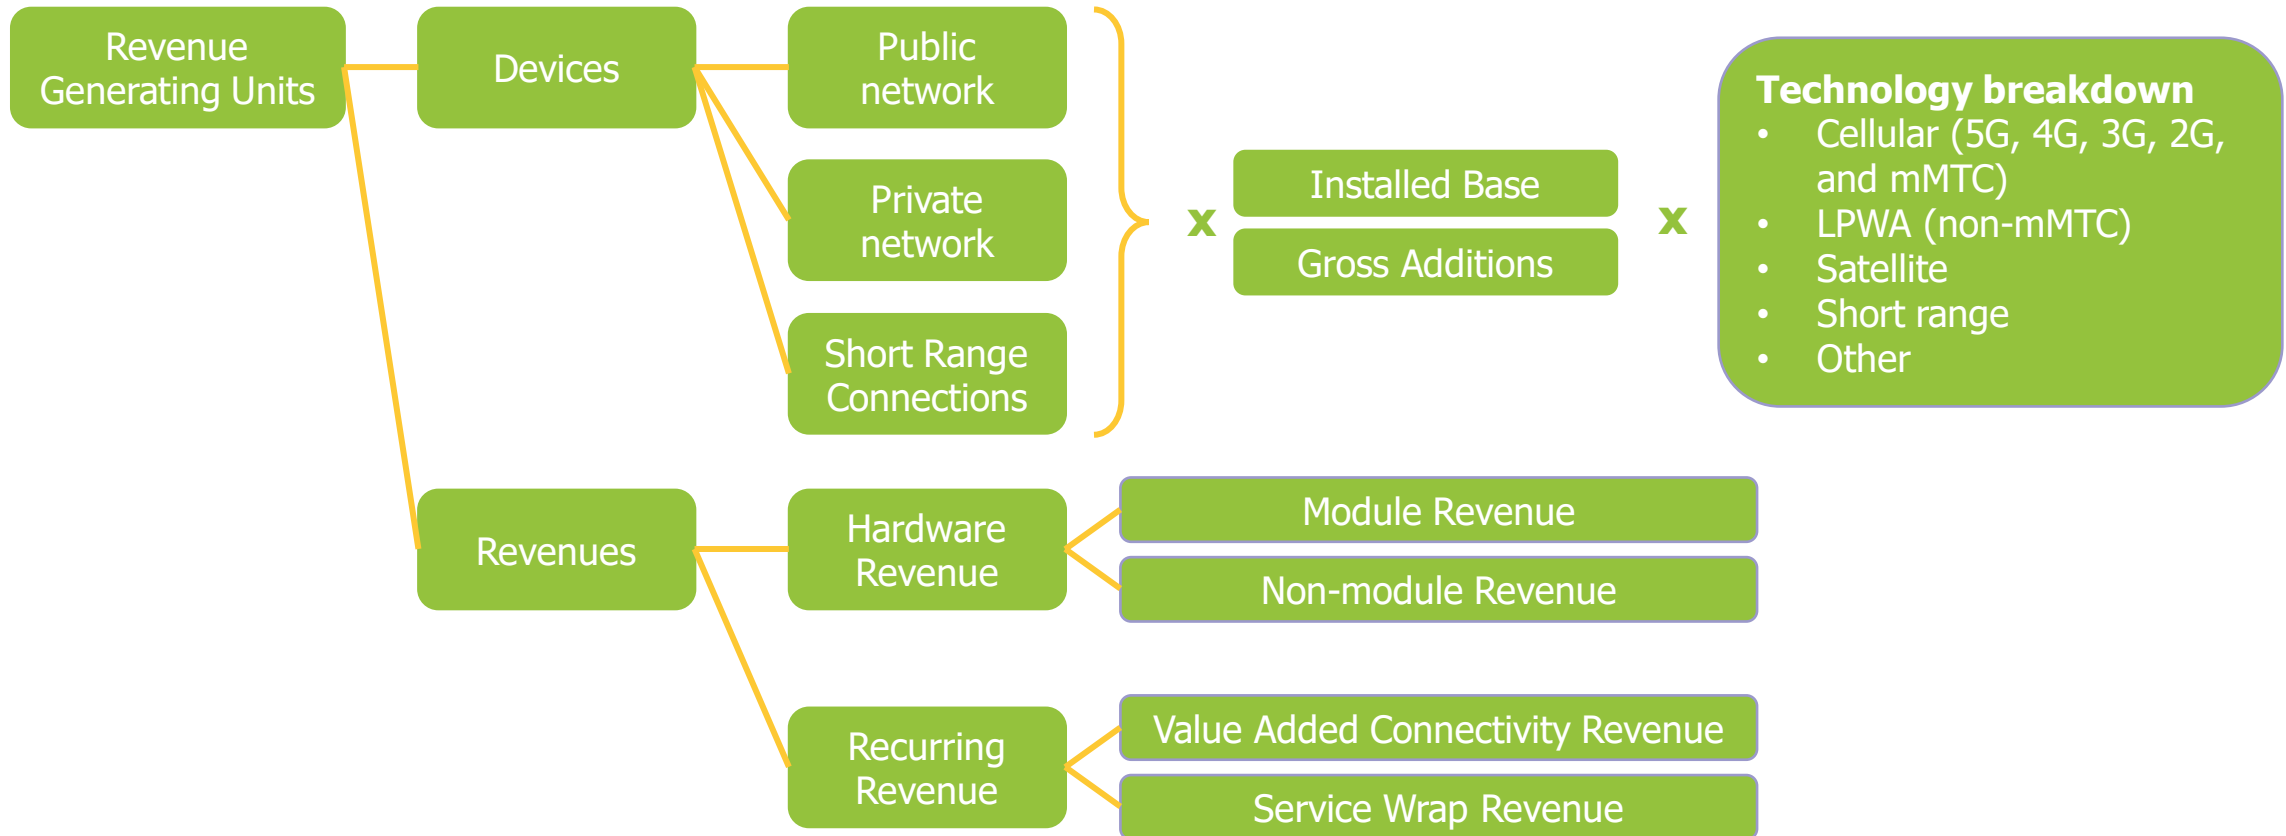 Revenue
Generating Units
Devices
Public
network
Private
network
Short Range
Connections
x
Installed Base
Gross Additions
x
Technology breakdown
• Cellular (5G, 4G, 3G, 2G,
and mMTC)
• LPWA (non-mMTC)
• Satellite
• Short range
• Other
Revenues
Hardware
Revenue
Module Revenue
Non-module Revenue
Recurring
Revenue
Value Added Connectivity Revenue
Service Wrap Revenue